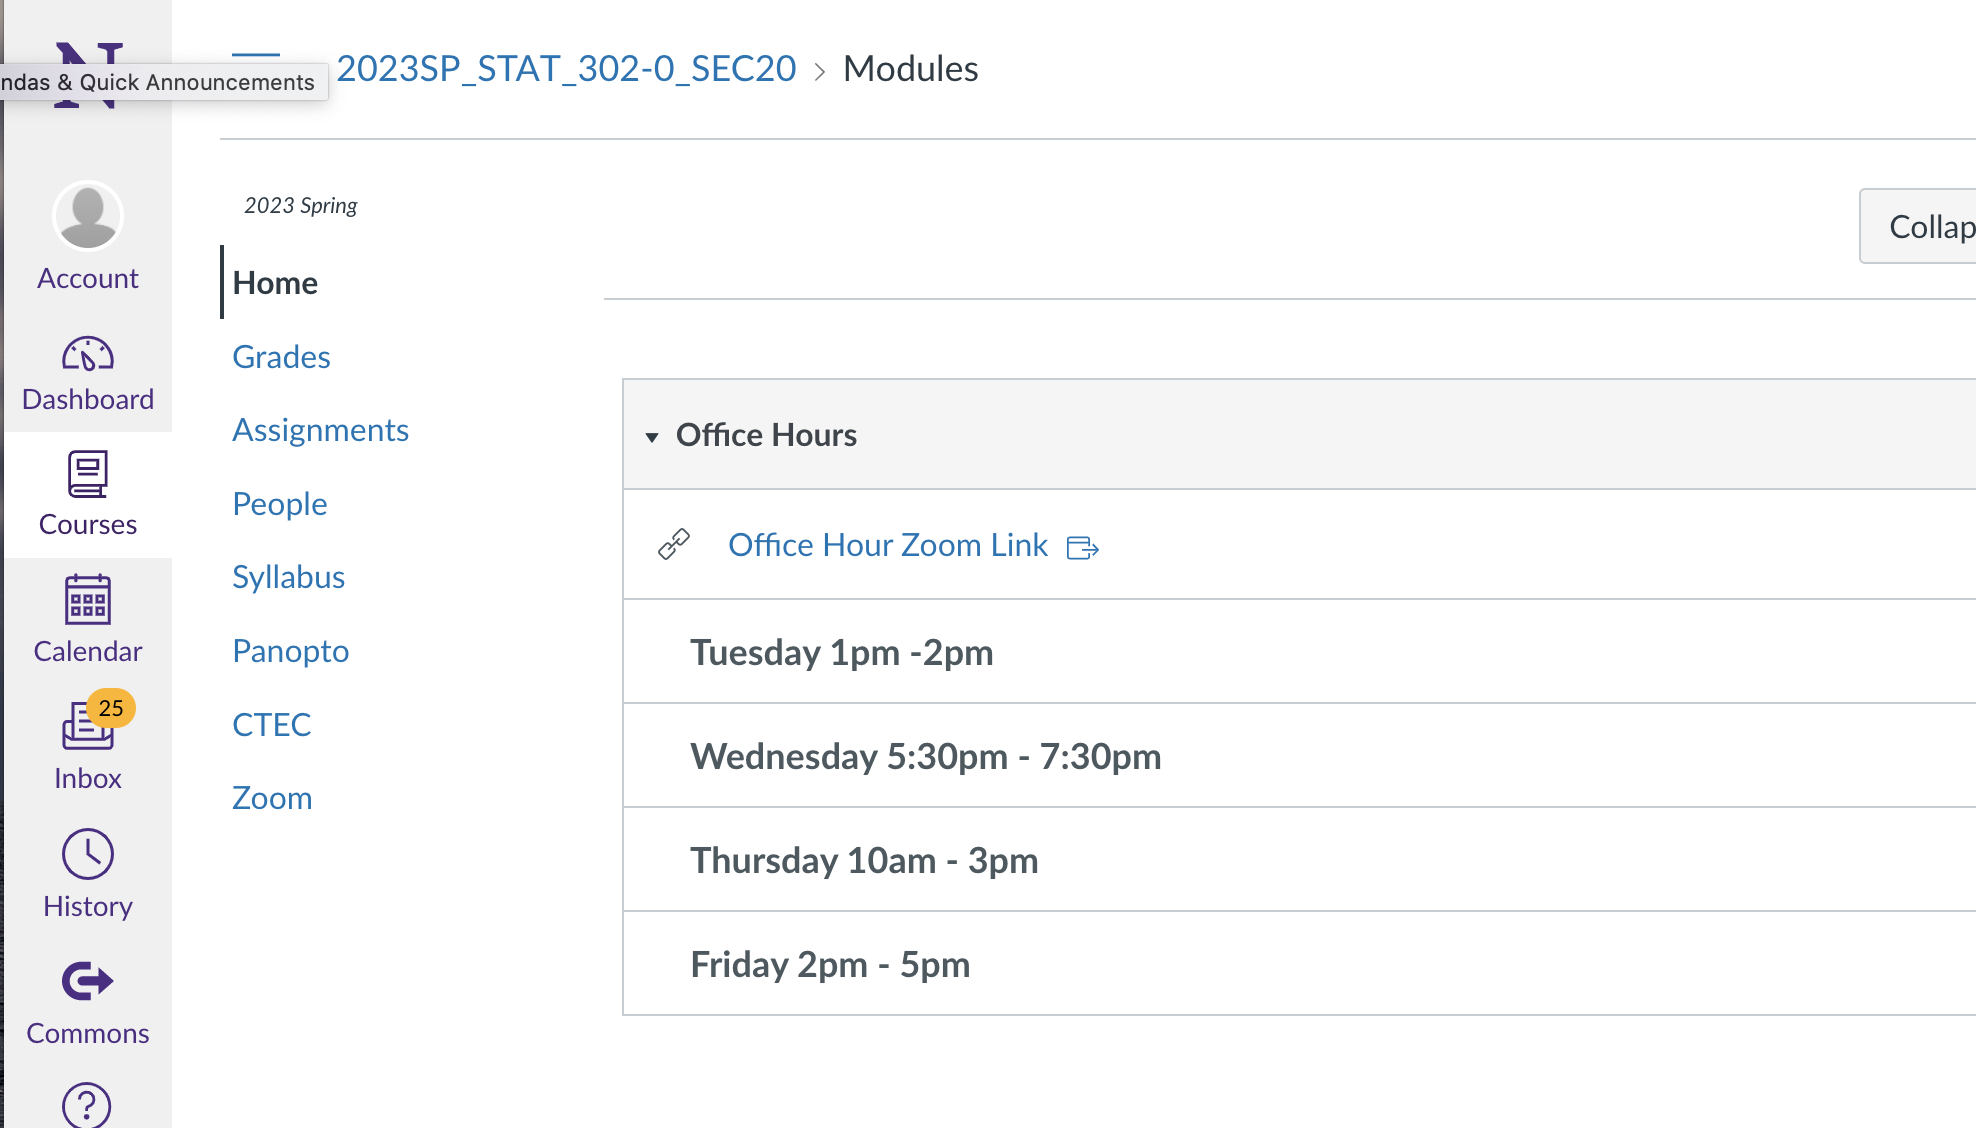 N
ndas & Quick Announcements
2023SP_STAT_302-0_SEC20 > Modules
Account
Dashboard
Courses
Calendar
25
Inbox
History
Commons
?
2023 Spring
Home
Grades
Assignments
People
Syllabus
Panopto
CTEC
Zoom
Collap
Office Hours
Office Hour Zoom Link
Tuesday 1pm -2pm
Wednesday 5:30pm - 7:30pm
Thursday 10am - 3pm
Friday 2pm - 5pm